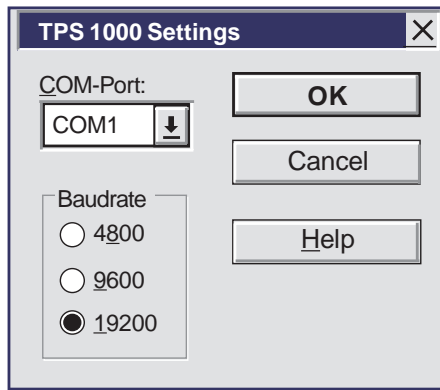 TPS 1000 Settings
COM-Port:
COM1
OK
Cancel
Baudrate
4800
9600
19200
Help